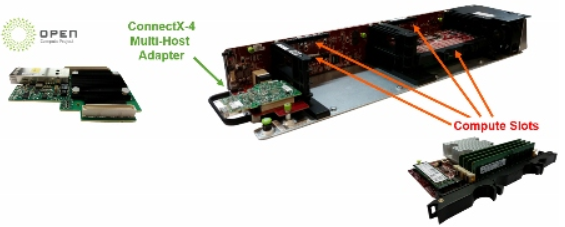 OPEN
Compute Project
ConnectX-4
Multi-Host
Adapter
Compute Slots